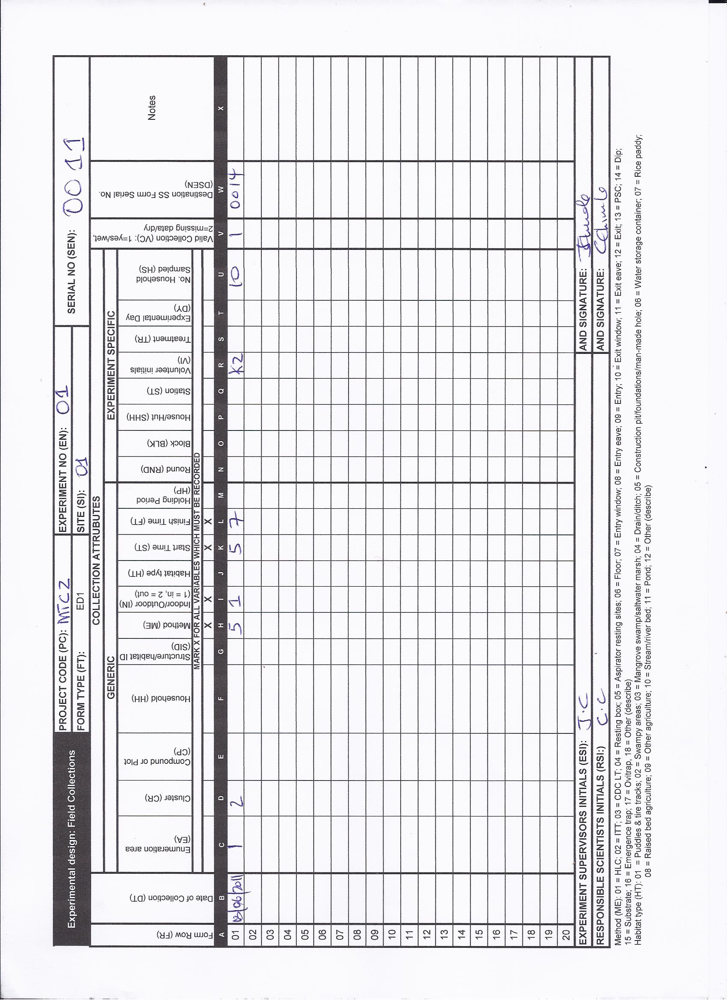 Experimental design: Field Collections
PROJECT CODE (PC): MTC2
EXPERIMENT NO (EN): 01
SERIAL NO (SEN): 0011
FORM TYPE (FT): ED1
SITE (SI): 01
COLLECTION ATTRUBUTES
GENERIC
EXPERIMENT SPECIFIC
Form Row (FR)
Date of Collection (DT)
Enumeration area (EA)
Cluster (CR)
Compound or Plot (CP)
Household (HH)
Structure/habitat ID (SID)
Method (ME)
Indoor/Outdoor (IN) (1 = in, 2 = out)
Habitat type (HT)
Start Time (ST)
Finish Time (FT)
Holding Period (HP)
Round (RND)
Block (BLK)
House/Hut (SHH)
Station (ST)
Volunteer initials (VI)
Treatment (TR)
Experimental Day (DY)
No. Household Sampled (HS)
Valid Collection (VC): 1=yes/wet, 2=missing data/dry
Destination SS Form Serial No. (DSEN)
Notes
MARK X FOR ALL VARIABLES WHICH MUST BE RECORDED
X X X X
A B C D E F G H I J K L M N O P Q R S T U V W X
01 03/06/2011 1 2 5 1 5 7 K2 10 1 0014
02
03
04
05
06
07
08
09
10
11
12
13
14
15
16
17
18
19
20
EXPERIMENT SUPERVISORS INITIALS (ESI): J.C AND SIGNATURE:
RESPONSIBLE SCIENTISTS INITIALS (RSI:) C.C AND SIGNATURE:
Method (ME): 01 = HLC; 02 = ITT; 03 = CDC LT; 04 = Resting box; 05 = Aspirator resting sites; 06 = Floor; 07 = Entry window; 08 = Entry eave; 09 = Entry; 10 = Exit window; 11 = Exit eave; 12 = Exit; 13 = PSC; 14 = Dip;
15 = Substrate; 16 = Emergence trap; 17 = Ovitrap, 18 = Other (describe)
Habitat type (HT): 01 = Puddles & tire tracks; 02 = Swampy areas; 03 = Mangrove swamp/saltwater marsh; 04 = Drain/ditch; 05 = Construction pit/foundations/man-made hole; 06 = Water storage container; 07 = Rice paddy;
08 = Raised bed agriculture; 09 = Other agriculture; 10 = Stream/river bed; 11 = Pond; 12 = Other (describe)